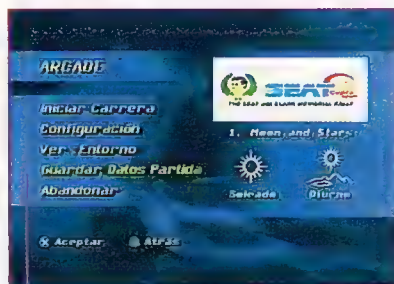 ARCADE
Iniciar Carrera
Configuración
Ver Entorno
Guardar Datos Partida
Abandonar
SEAT
1. Moon and Stars
Soleado
Diurno
Aceptar
Atrás